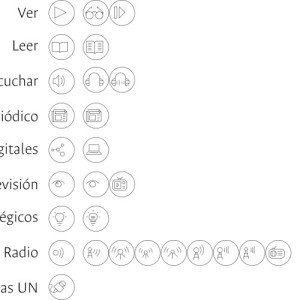 Ver
Leer
cuchar
iódico
gitales
evisión
égicos
Radio
as UN